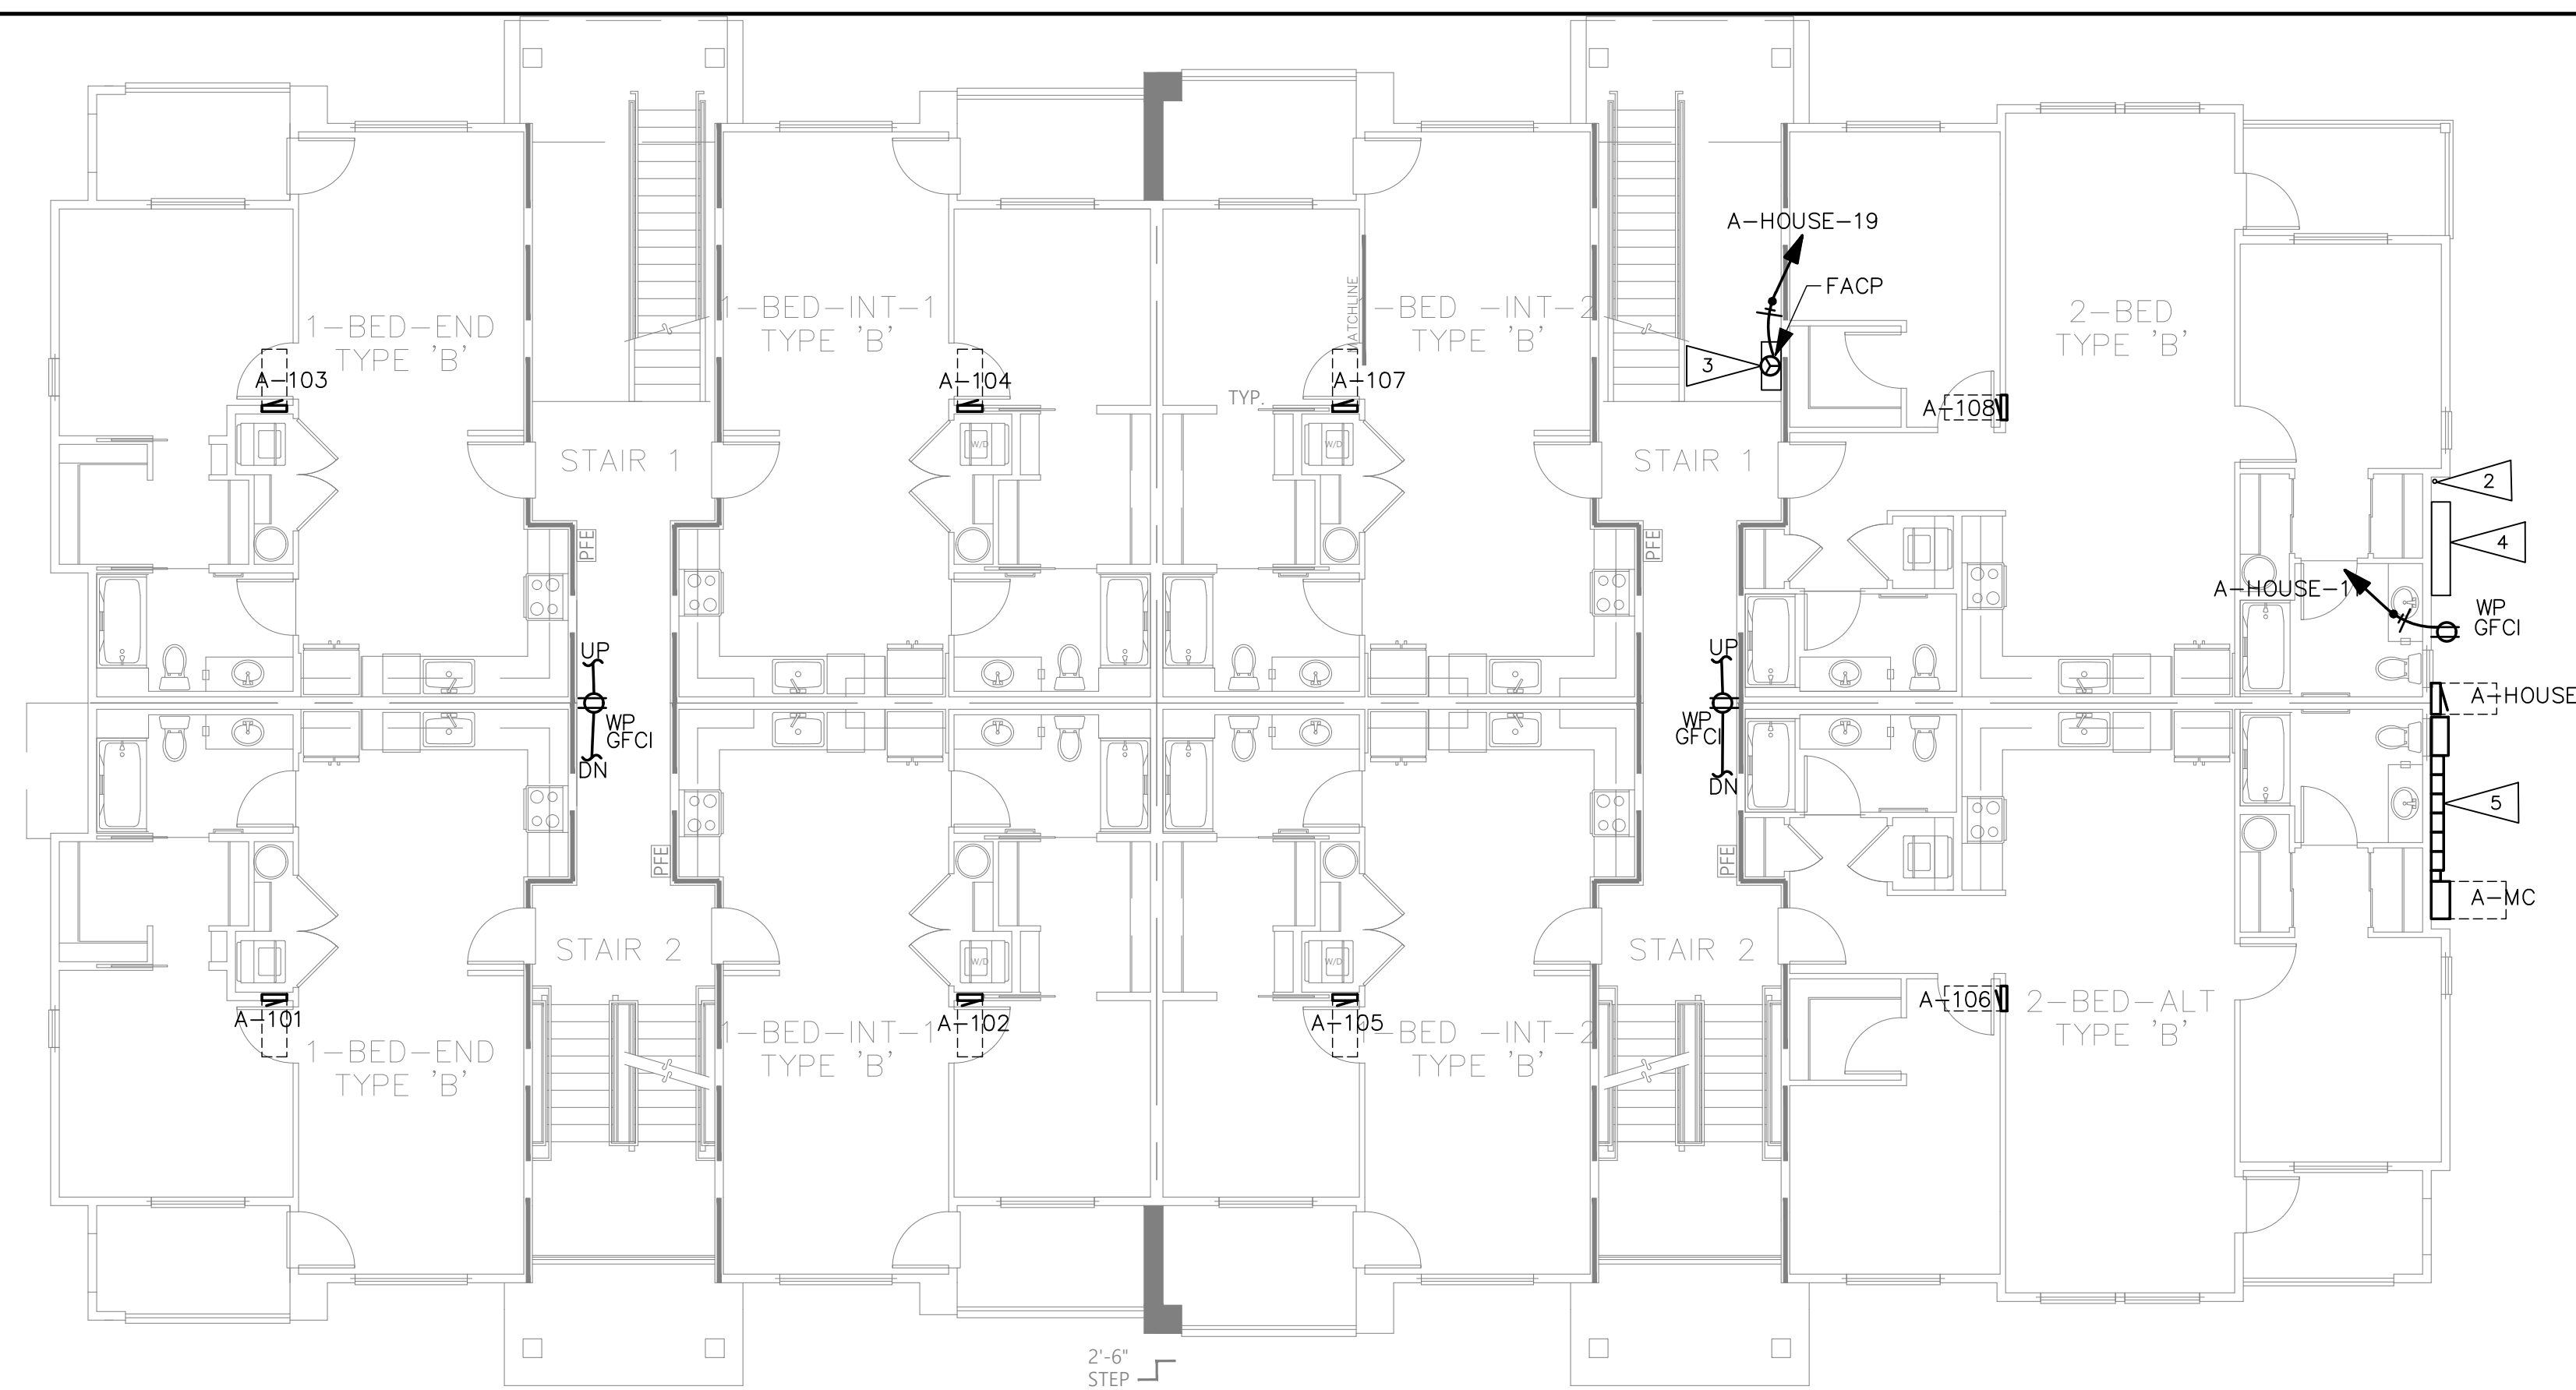 A-HOUSE-19
FACP
3
1-BED-END
TYPE 'B'
1-BED-INT-1
TYPE 'B'
MATCHLINE
-BED -INT-2
TYPE 'B'
2-BED
TYPE 'B'
A-103
A-104
TYP.
A-107
A-108
W/D
W/D
STAIR 1
STAIR 1
2
4
PFE
PFE
A-HOUSE-1
WP
GFCI
UP
WP
GFCI
DN
UP
WP
GFCI
DN
A-HOUSE
5
PFE
PFE
A-MC
STAIR 2
STAIR 2
W/D
W/D
A-101
A-102
A-105
A-106
1-BED-END
TYPE 'B'
1-BED-INT-1
TYPE 'B'
-BED -INT-2
TYPE 'B'
2-BED-ALT
TYPE 'B'
2'-6"
STEP